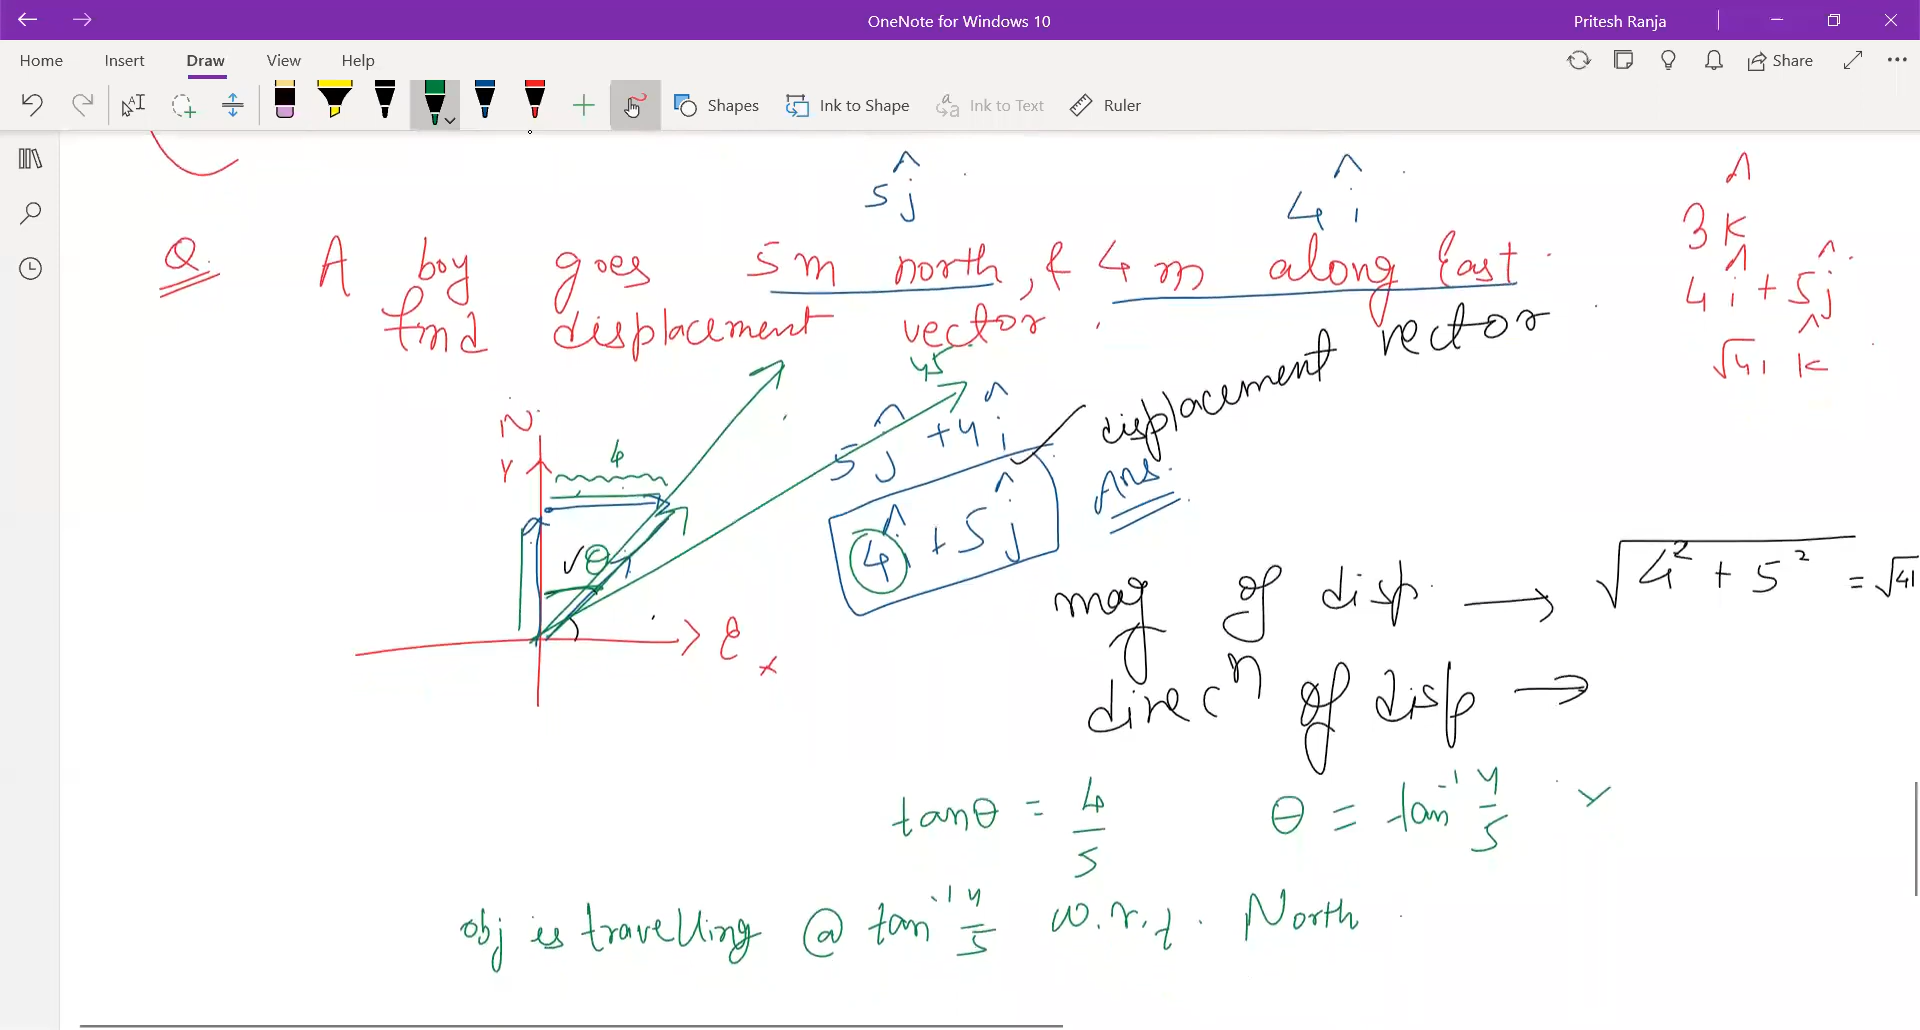 OneNote for Windows 10
Pritesh Ranja
Home Insert Draw View Help
Share
Shapes Ink to Shape Ink to Text Ruler
5ĵ 4î
3k̂
Q. A boy goes 5m north, & 4 m along East.
find displacement vector.
4î + 5ĵ
√41 k̂
displacement vector
45
5ĵ + 4î
N
Y
4
Ans.
4î + 5ĵ
θ
E
x
mag of disp. → √4² + 5² = √41
direcⁿ of disp →
tanθ = 4/5 θ = tan⁻¹ 4/5
obj is travelling @ tan⁻¹ 4/5 w.r.t. North